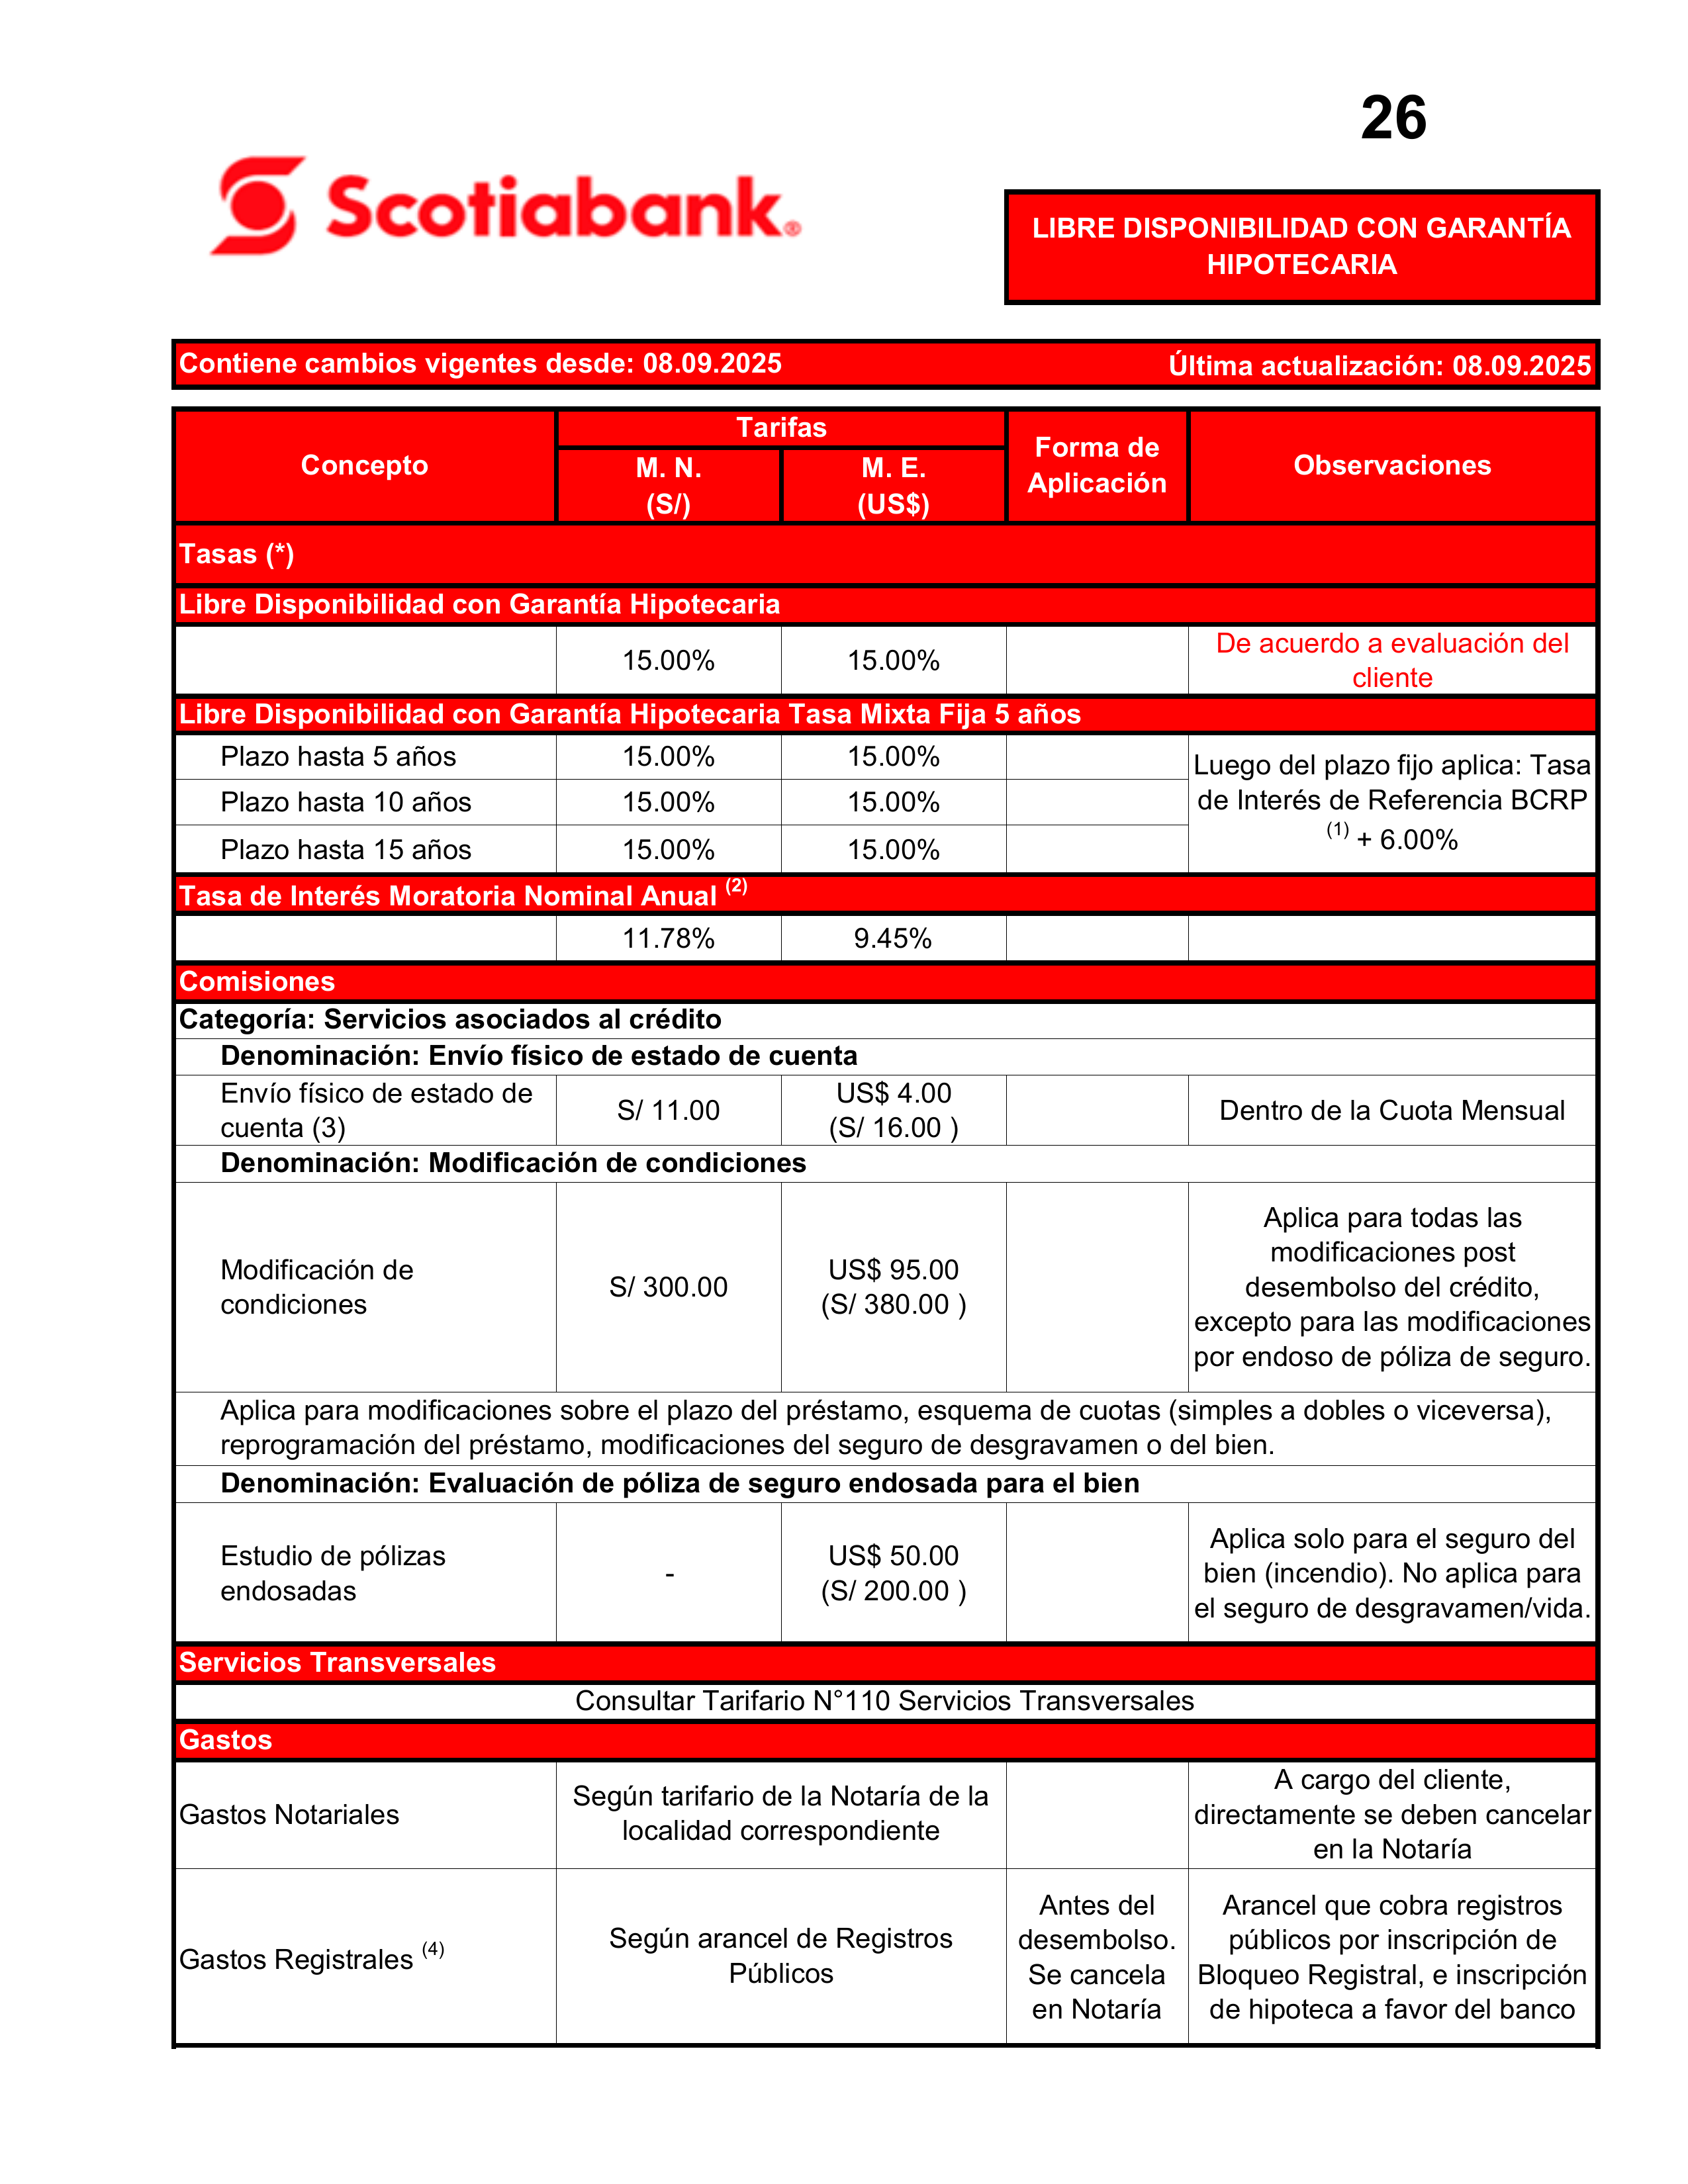 26
Scotiabank®
LIBRE DISPONIBILIDAD CON GARANTÍA
HIPOTECARIA
Contiene cambios vigentes desde: 08.09.2025
Última actualización: 08.09.2025
Concepto
Tarifas
M. N.
(S/)
M. E.
(US$)
Forma de
Aplicación
Observaciones
Tasas (*)
Libre Disponibilidad con Garantía Hipotecaria
15.00%
15.00%
De acuerdo a evaluación del
cliente
Libre Disponibilidad con Garantía Hipotecaria Tasa Mixta Fija 5 años
Plazo hasta 5 años
15.00%
15.00%
Plazo hasta 10 años
15.00%
15.00%
Plazo hasta 15 años
15.00%
15.00%
Luego del plazo fijo aplica: Tasa
de Interés de Referencia BCRP
(1) + 6.00%
Tasa de Interés Moratoria Nominal Anual (2)
11.78%
9.45%
Comisiones
Categoría: Servicios asociados al crédito
Denominación: Envío físico de estado de cuenta
Envío físico de estado de
cuenta (3)
S/ 11.00
US$ 4.00
(S/ 16.00 )
Dentro de la Cuota Mensual
Denominación: Modificación de condiciones
Modificación de
condiciones
S/ 300.00
US$ 95.00
(S/ 380.00 )
Aplica para todas las
modificaciones post
desembolso del crédito,
excepto para las modificaciones
por endoso de póliza de seguro.
Aplica para modificaciones sobre el plazo del préstamo, esquema de cuotas (simples a dobles o viceversa),
reprogramación del préstamo, modificaciones del seguro de desgravamen o del bien.
Denominación: Evaluación de póliza de seguro endosada para el bien
Estudio de pólizas
endosadas
-
US$ 50.00
(S/ 200.00 )
Aplica solo para el seguro del
bien (incendio). No aplica para
el seguro de desgravamen/vida.
Servicios Transversales
Consultar Tarifario N°110 Servicios Transversales
Gastos
Gastos Notariales
Según tarifario de la Notaría de la
localidad correspondiente
A cargo del cliente,
directamente se deben cancelar
en la Notaría
Gastos Registrales (4)
Según arancel de Registros
Públicos
Antes del
desembolso.
Se cancela
en Notaría
Arancel que cobra registros
públicos por inscripción de
Bloqueo Registral, e inscripción
de hipoteca a favor del banco